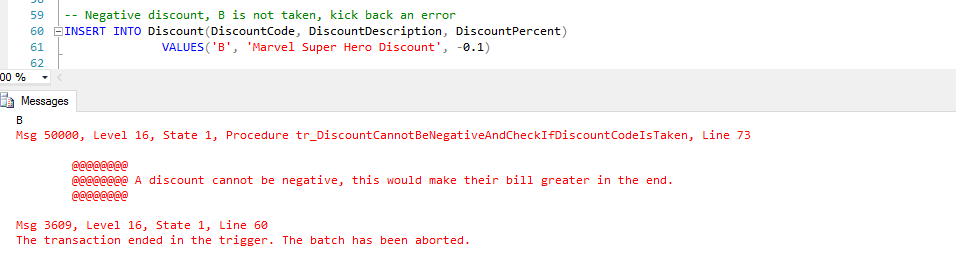 59 -- Negative discount, B is not taken, kick back an error
60 INSERT INTO Discount(DiscountCode, DiscountDescription, DiscountPercent)
61 VALUES('B', 'Marvel Super Hero Discount', -0.1)
62
00 %
Messages
B
Msg 50000, Level 16, State 1, Procedure tr_DiscountCannotBeNegativeAndCheckIfDiscountCodeIsTaken, Line 73
@@@@@@@@
@@@@@@@@ A discount cannot be negative, this would make their bill greater in the end.
@@@@@@@@
Msg 3609, Level 16, State 1, Line 60
The transaction ended in the trigger. The batch has been aborted.